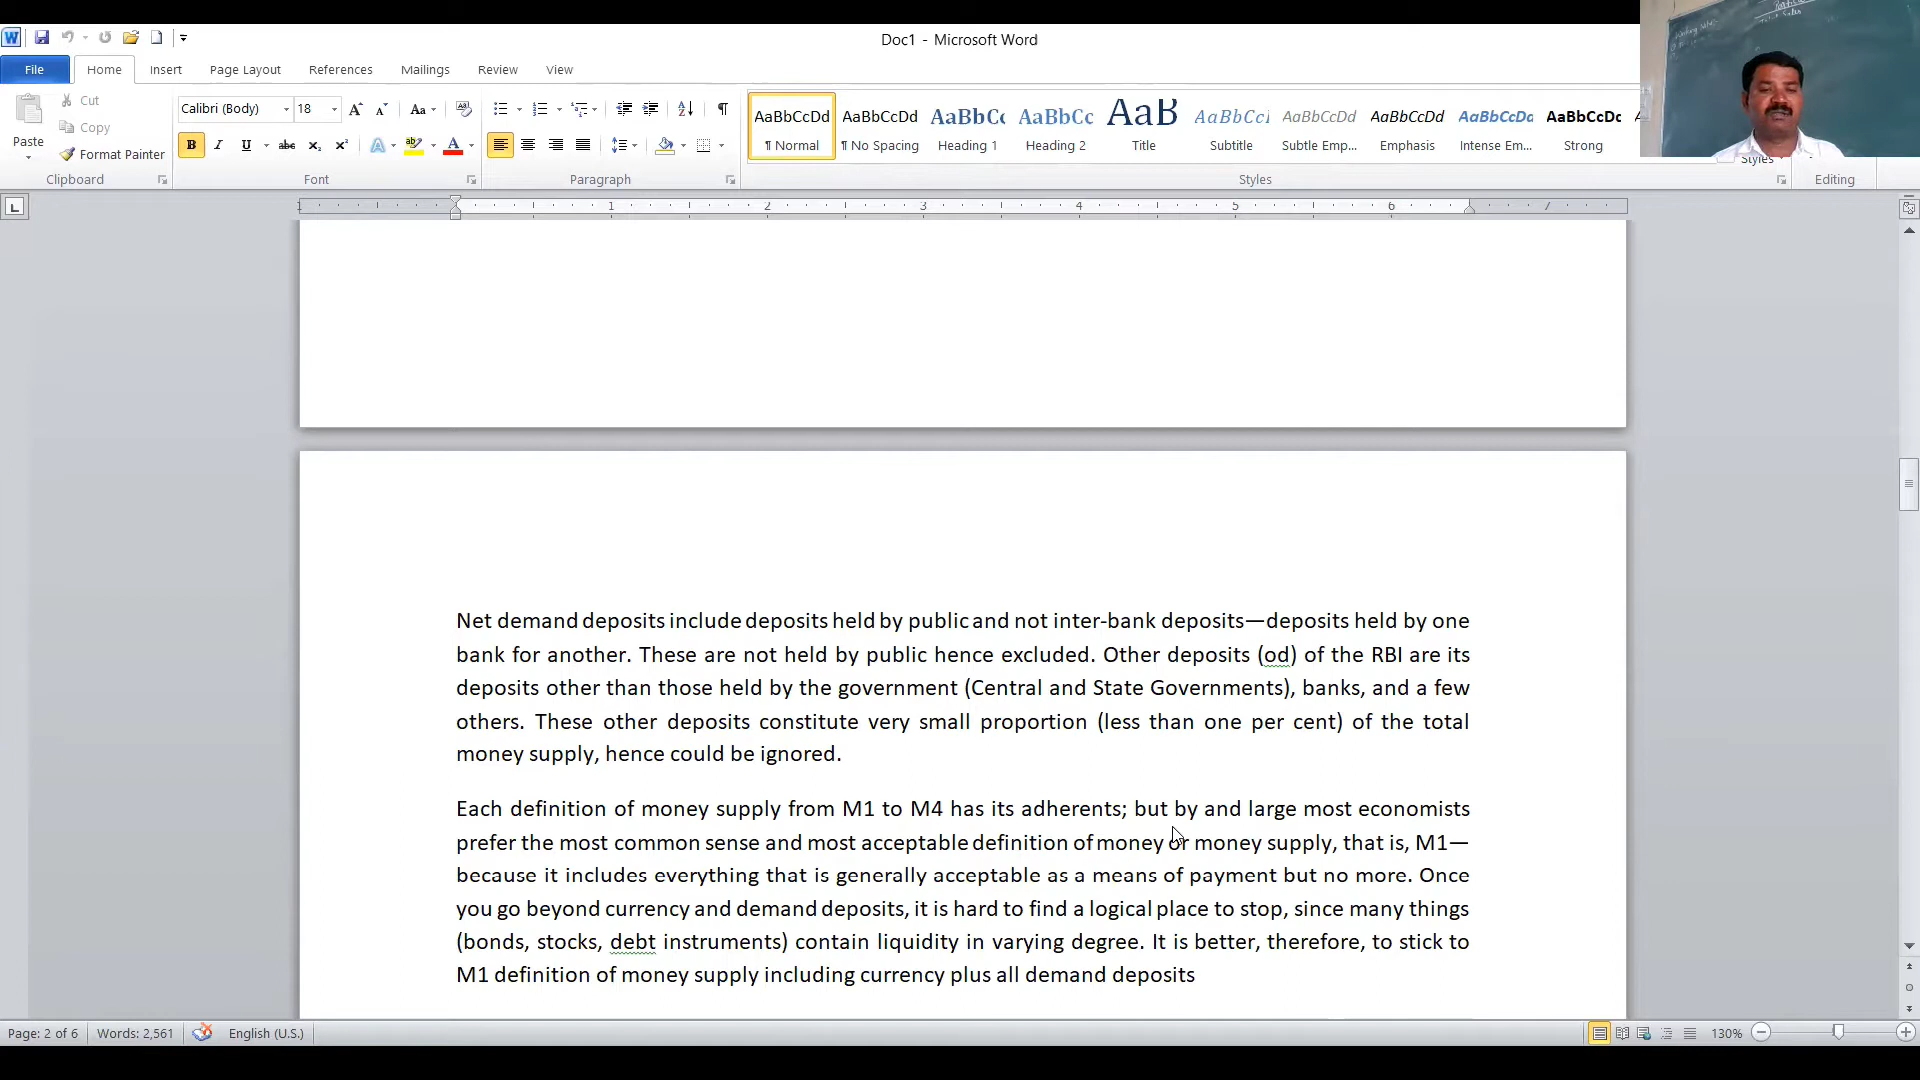 Doc1 - Microsoft Word
File Home Insert Page Layout References Mailings Review View
Cut
Copy
Format Painter
Paste
Calibri (Body) 18
AaBbCcDd AaBbCcDd AaBbCc AaBbCc AaB AaBbCcI AaBbCcDd AaBbCcDd AaBbCcDd AaBbCcDc
¶ Normal ¶ No Spacing Heading 1 Heading 2 Title Subtitle Subtle Emp... Emphasis Intense Em... Strong
Styles
Clipboard Font Paragraph Styles Editing
1 1 2 3 4 5 6 7
Net demand deposits include deposits held by public and not inter-bank deposits—deposits held by one
bank for another. These are not held by public hence excluded. Other deposits (od) of the RBI are its
deposits other than those held by the government (Central and State Governments), banks, and a few
others. These other deposits constitute very small proportion (less than one per cent) of the total
money supply, hence could be ignored.
Each definition of money supply from M1 to M4 has its adherents; but by and large most economists
prefer the most common sense and most acceptable definition of money or money supply, that is, M1—
because it includes everything that is generally acceptable as a means of payment but no more. Once
you go beyond currency and demand deposits, it is hard to find a logical place to stop, since many things
(bonds, stocks, debt instruments) contain liquidity in varying degree. It is better, therefore, to stick to
M1 definition of money supply including currency plus all demand deposits
Page: 2 of 6 Words: 2,561 English (U.S.) 130%